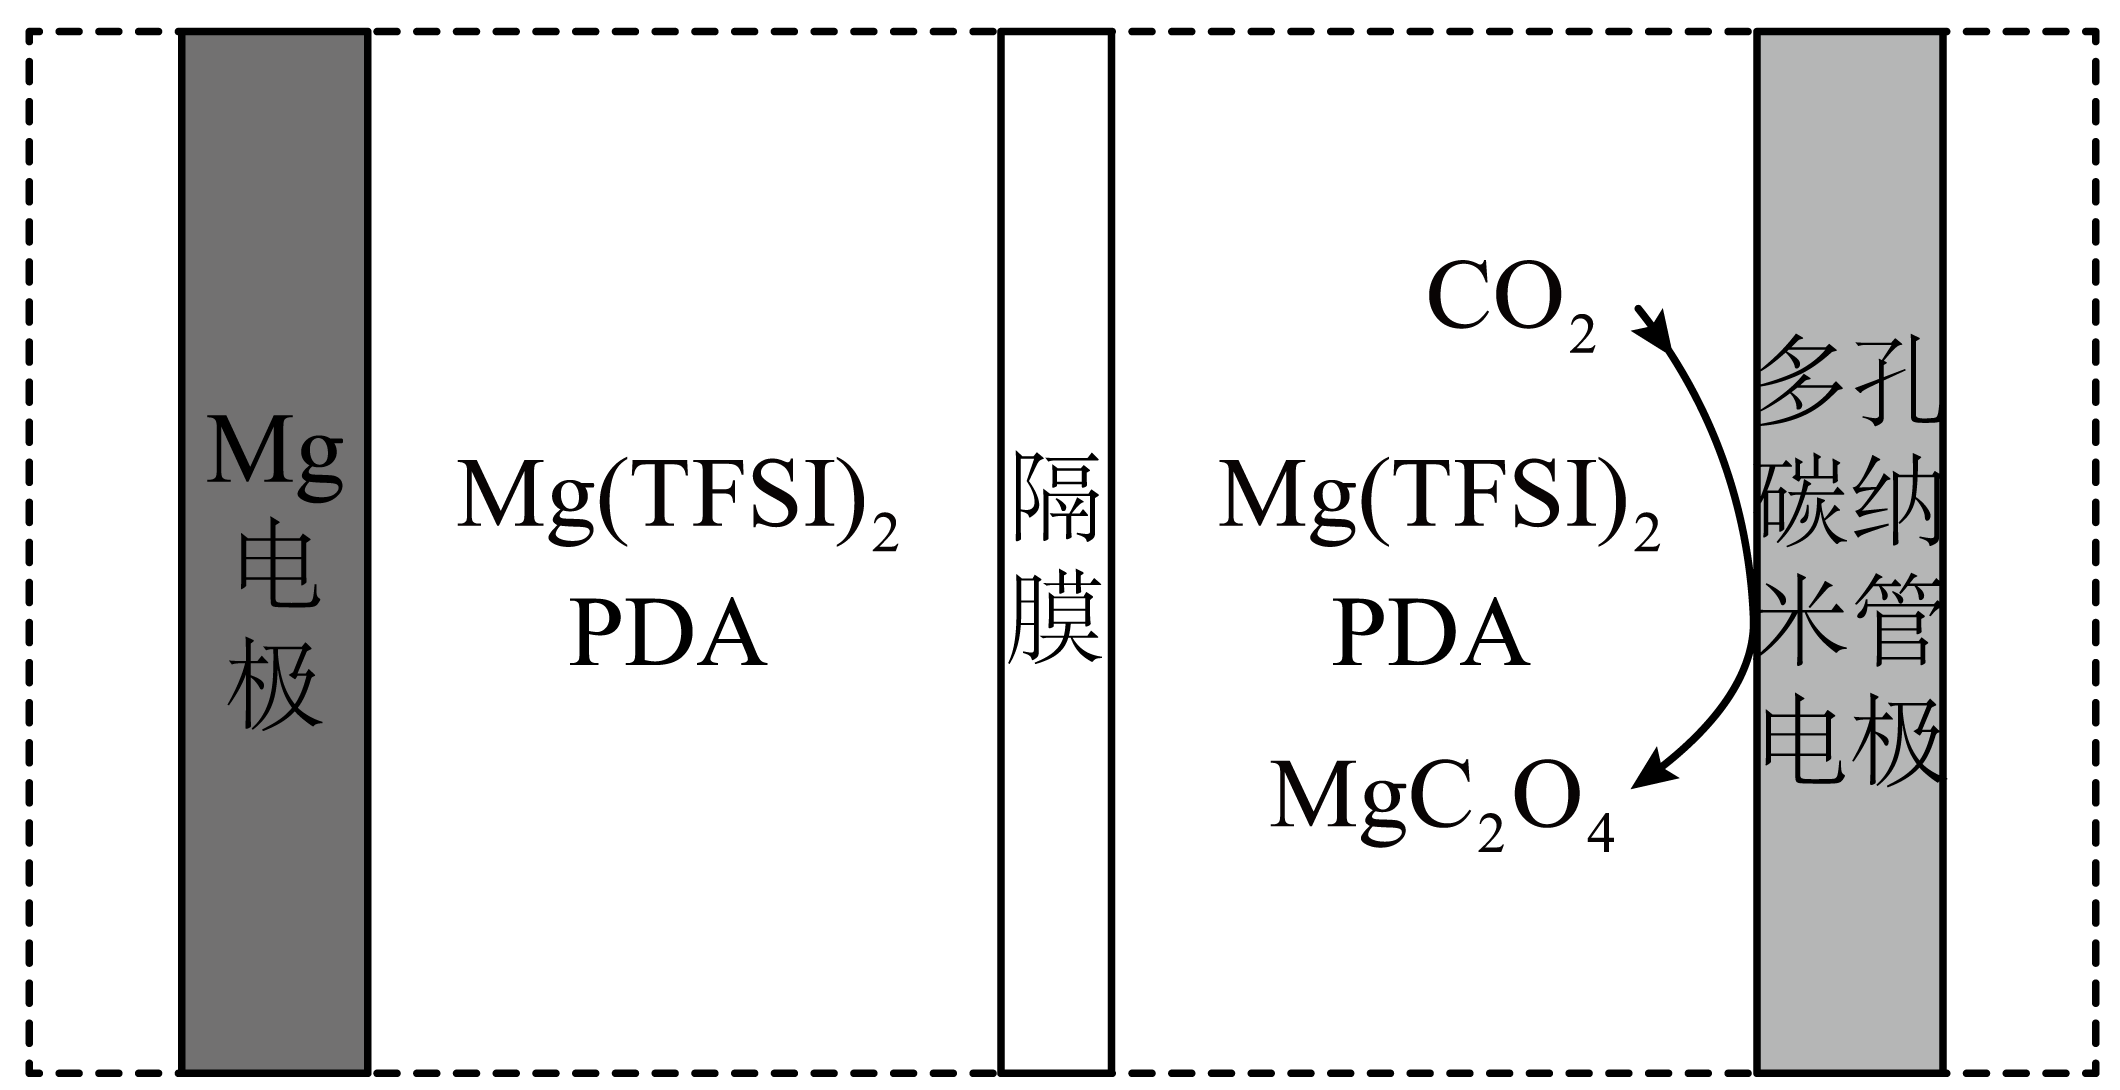 Mg
电
极
Mg(TFSI)₂
PDA
隔
膜
CO₂
Mg(TFSI)₂
PDA
MgC₂O₄
多孔
碳纳
米管
电极